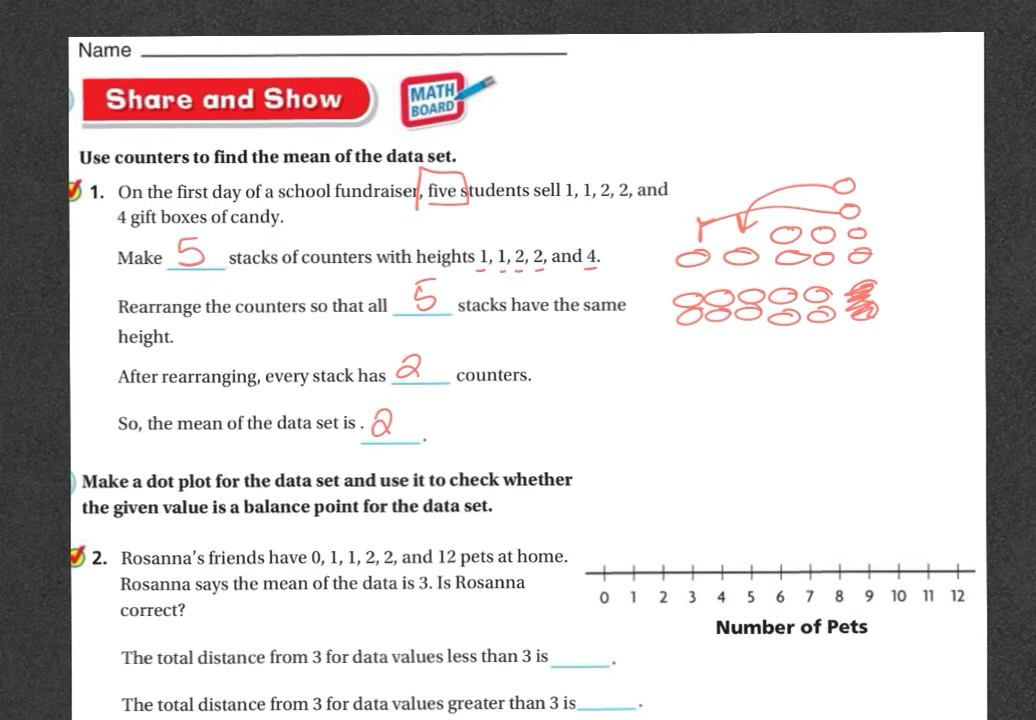 Name
Share and Show
MATH
BOARD
Use counters to find the mean of the data set.
1. On the first day of a school fundraiser, five students sell 1, 1, 2, 2, and
4 gift boxes of candy.
Make 5 stacks of counters with heights 1, 1, 2, 2, and 4.
Rearrange the counters so that all 5 stacks have the same
height.
After rearranging, every stack has 2 counters.
So, the mean of the data set is . 2 .
Make a dot plot for the data set and use it to check whether
the given value is a balance point for the data set.
2. Rosanna's friends have 0, 1, 1, 2, 2, and 12 pets at home.
Rosanna says the mean of the data is 3. Is Rosanna
correct?
0 1 2 3 4 5 6 7 8 9 10 11 12
Number of Pets
The total distance from 3 for data values less than 3 is .
The total distance from 3 for data values greater than 3 is .